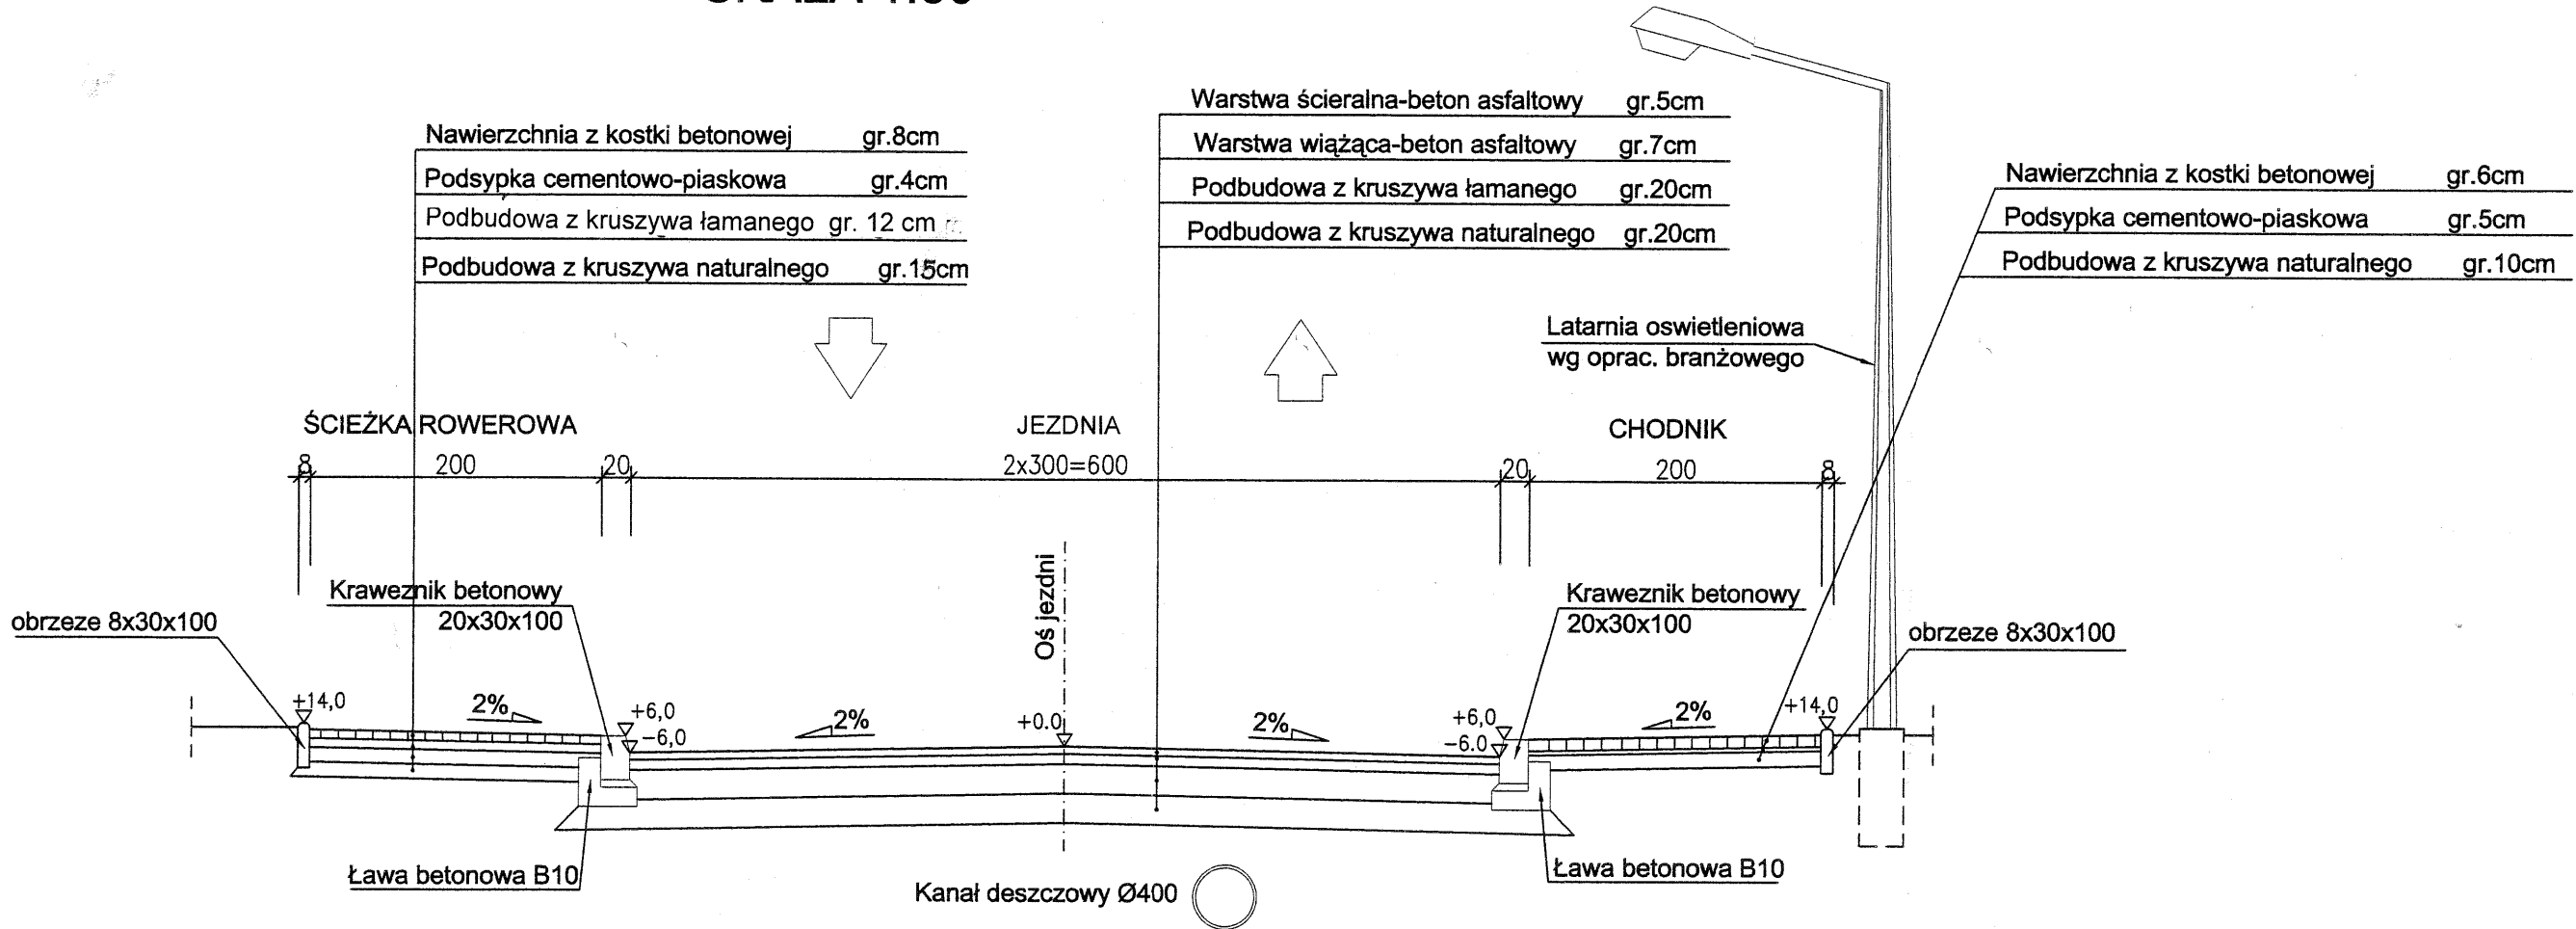 Nawierzchnia z kostki betonowej gr.8cm
Podsypka cementowo-piaskowa gr.4cm
Podbudowa z kruszywa łamanego gr. 12 cm
Podbudowa z kruszywa naturalnego gr.15cm
Warstwa ścieralna-beton asfaltowy gr.5cm
Warstwa wiążąca-beton asfaltowy gr.7cm
Podbudowa z kruszywa łamanego gr.20cm
Podbudowa z kruszywa naturalnego gr.20cm
Nawierzchnia z kostki betonowej gr.6cm
Podsypka cementowo-piaskowa gr.5cm
Podbudowa z kruszywa naturalnego gr.10cm
Latarnia oswietleniowa
wg oprac. branżowego
ŚCIEŻKA ROWEROWA JEZDNIA CHODNIK
8 200 20 2x300=600 20 200 8
Oś jezdni
Kraweznik betonowy
20x30x100
Kraweznik betonowy
20x30x100
obrzeze 8x30x100
obrzeze 8x30x100
+14,0 2% +6,0 2% +0.0 2% +6,0 2% +14,0
-6,0 -6.0
Ława betonowa B10
Ława betonowa B10
Kanał deszczowy Ø400